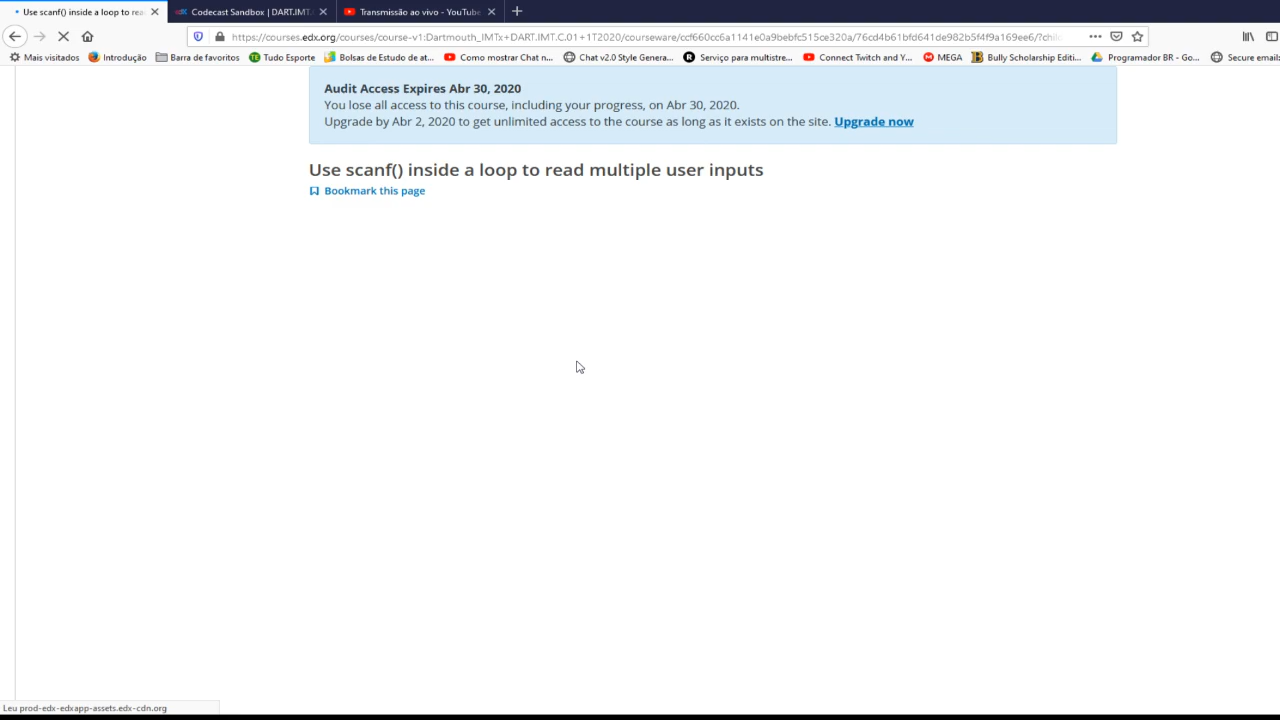 Use scanf() inside a loop to rea
Codecast Sandbox | DART.IMT.
Transmissão ao vivo - YouTube
https://courses.edx.org/courses/course-v1:Dartmouth_IMTx+DART.IMT.C.01+1T2020/courseware/ccf660cc6a1141e0a9bebfc515ce320a/76cd4b61bfd641de982b5f4f9a169ee6/?chil
Mais visitados
Introdução
Barra de favoritos
TE Tudo Esporte
Bolsas de Estudo de at...
Como mostrar Chat n...
Chat v2.0 Style Genera...
R Serviço para multistre...
Connect Twitch and Y...
M MEGA
B Bully Scholarship Editi...
Programador BR - Go...
Secure email:
Audit Access Expires Abr 30, 2020
You lose all access to this course, including your progress, on Abr 30, 2020.
Upgrade by Abr 2, 2020 to get unlimited access to the course as long as it exists on the site. Upgrade now
Use scanf() inside a loop to read multiple user inputs
Bookmark this page
Leu prod-edx-edxapp-assets.edx-cdn.org